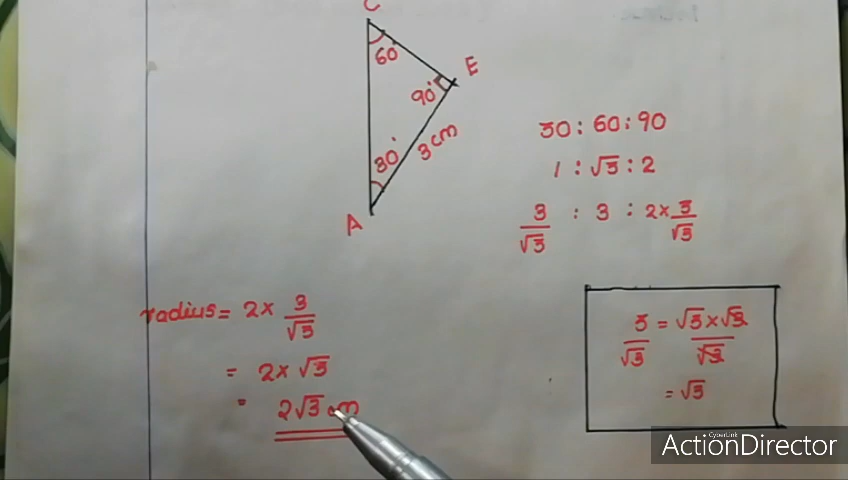 C
60°
E
90°
30°
3cm
A
30 : 60 : 90
1 : √3 : 2
3/√3 : 3 : 2× 3/√3
radius = 2× 3/√3
= 2× √3
= 2√3 cm
3/√3 = √3×√3/√3
= √3
CyberLink
ActionDirector